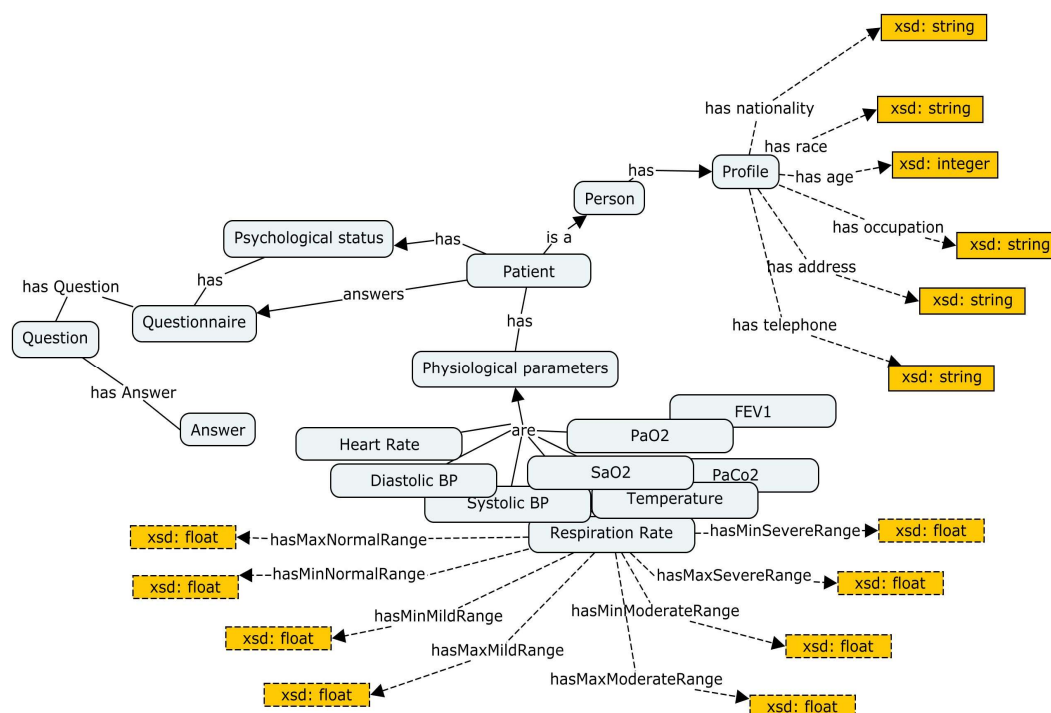 xsd: string
has nationality
xsd: string
has race
xsd: integer
has age
has
Profile
Person
has occupation
xsd: string
Psychological status
has
is a
Patient
has address
xsd: string
has
answers
has Question
Questionnaire
has
has telephone
Question
Physiological parameters
xsd: string
has Answer
FEV1
Answer
Heart Rate
are
PaO2
Diastolic BP
SaO2
PaCo2
Systolic BP
Temperature
xsd: float
hasMaxNormalRange
Respiration Rate
hasMinSevereRange
xsd: float
xsd: float
hasMinNormalRange
hasMaxSevereRange
xsd: float
hasMinMildRange
hasMinModerateRange
xsd: float
xsd: float
hasMaxMildRange
hasMaxModerateRange
xsd: float
xsd: float